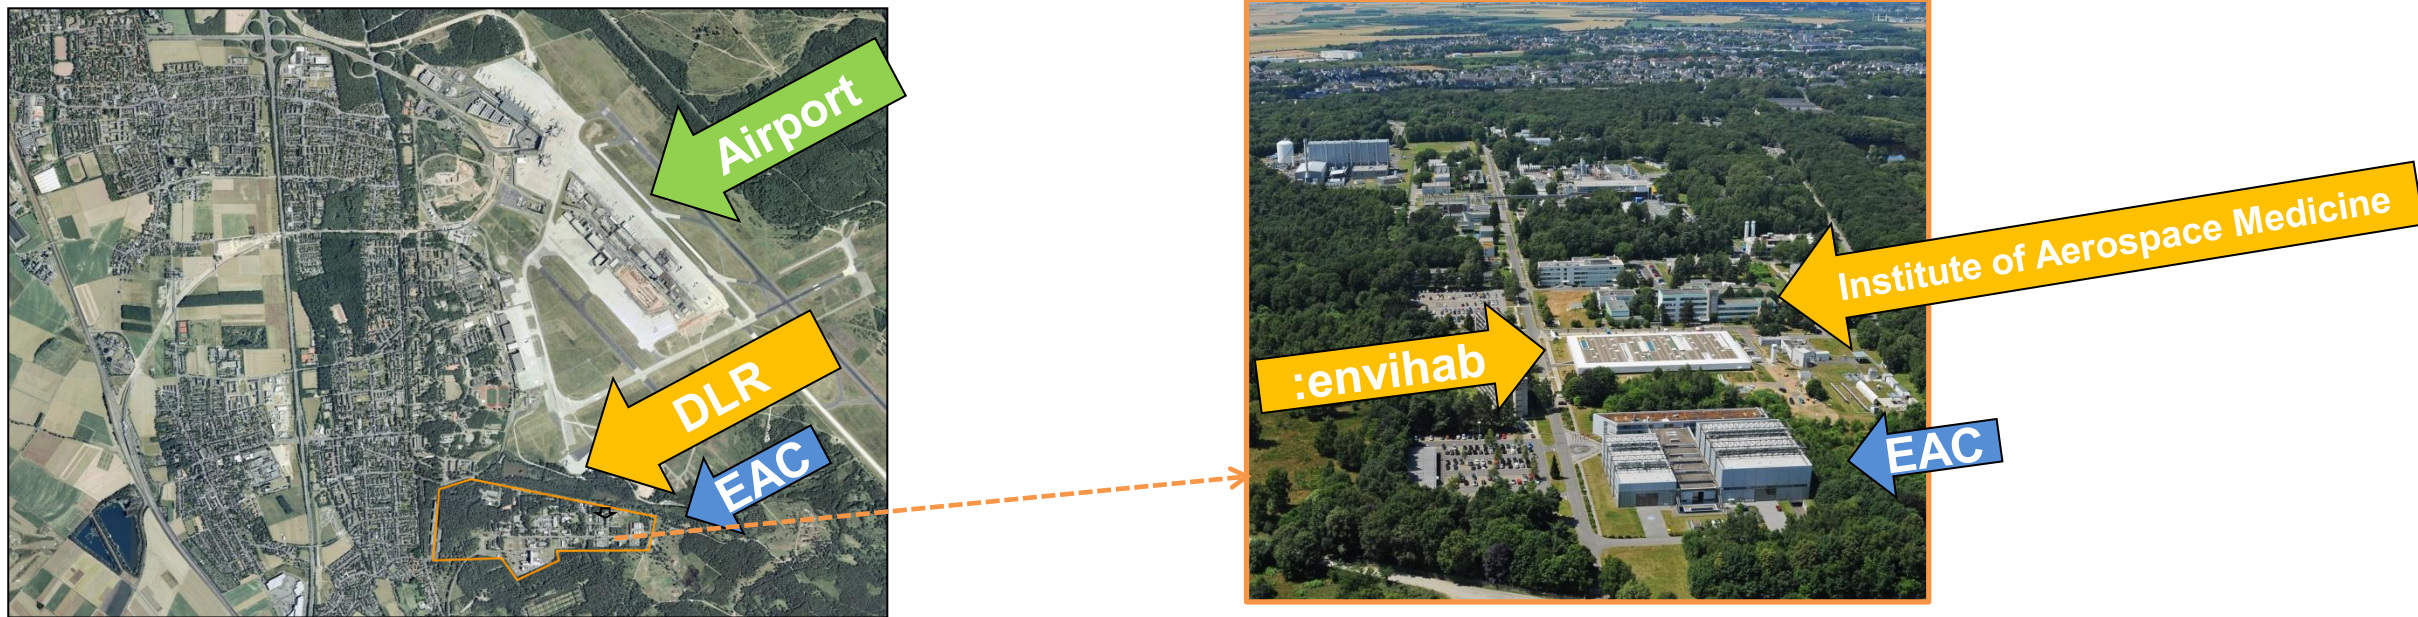 Airport
DLR
EAC
Institute of Aerospace Medicine
:envihab
EAC